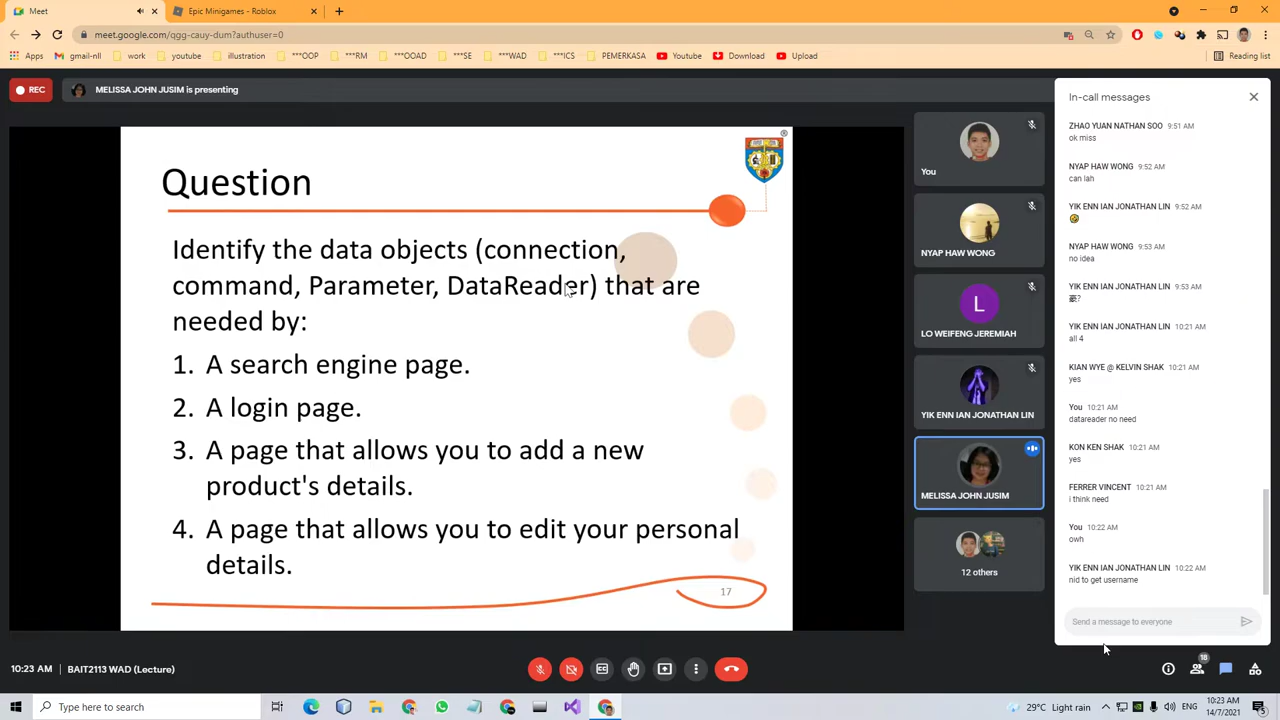 Meet
Epic Minigames - Roblox
meet.google.com/qgg-cauy-dum?authuser=0
Apps
gmail-nll
work
youtube
illustration
***OOP
***RM
***OOAD
***SE
***WAD
***ICS
PEMERKASA
Youtube
Download
Upload
Reading list
REC
MELISSA JOHN JUSIM is presenting
Question
Identify the data objects (connection,
command, Parameter, DataReader) that are
needed by:
1. A search engine page.
2. A login page.
3. A page that allows you to add a new
product's details.
4. A page that allows you to edit your personal
details.
17
You
NYAP HAW WONG
L
LO WEIFENG JEREMIAH
YIK ENN IAN JONATHAN LIN
MELISSA JOHN JUSIM
12 others
In-call messages
ZHAO YUAN NATHAN SOO 9:51 AM
ok miss
NYAP HAW WONG 9:52 AM
can lah
YIK ENN IAN JONATHAN LIN 9:52 AM
NYAP HAW WONG 9:53 AM
no idea
YIK ENN IAN JONATHAN LIN 9:53 AM
YIK ENN IAN JONATHAN LIN 10:21 AM
all 4
KIAN WYE @ KELVIN SHAK 10:21 AM
yes
You 10:21 AM
datareader no need
KON KEN SHAK 10:21 AM
yes
FERRER VINCENT 10:21 AM
i think need
You 10:22 AM
owh
YIK ENN IAN JONATHAN LIN 10:22 AM
nid to get username
Send a message to everyone
10:23 AM
BAIT2113 WAD (Lecture)
18
Type here to search
29°C Light rain
ENG
10:23 AM
14/7/2021
5